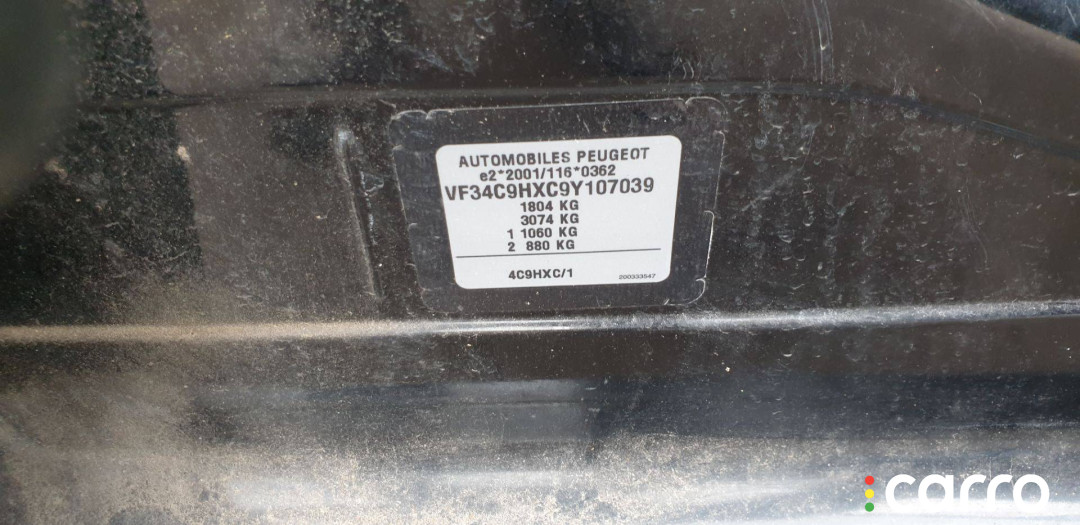 AUTOMOBILES PEUGEOT
e2*2001/116*0362
VF34C9HXC9Y107039
1804 KG
3074 KG
1 1060 KG
2 880 KG
4C9HXC/1 200333547
carro